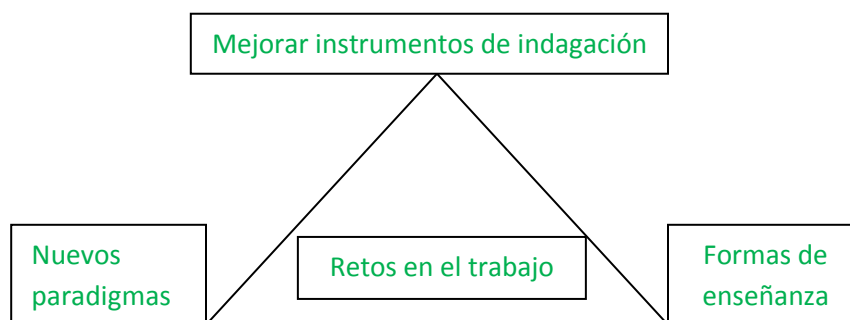 Mejorar instrumentos de indagación
Nuevos
paradigmas
Retos en el trabajo
Formas de
enseñanza